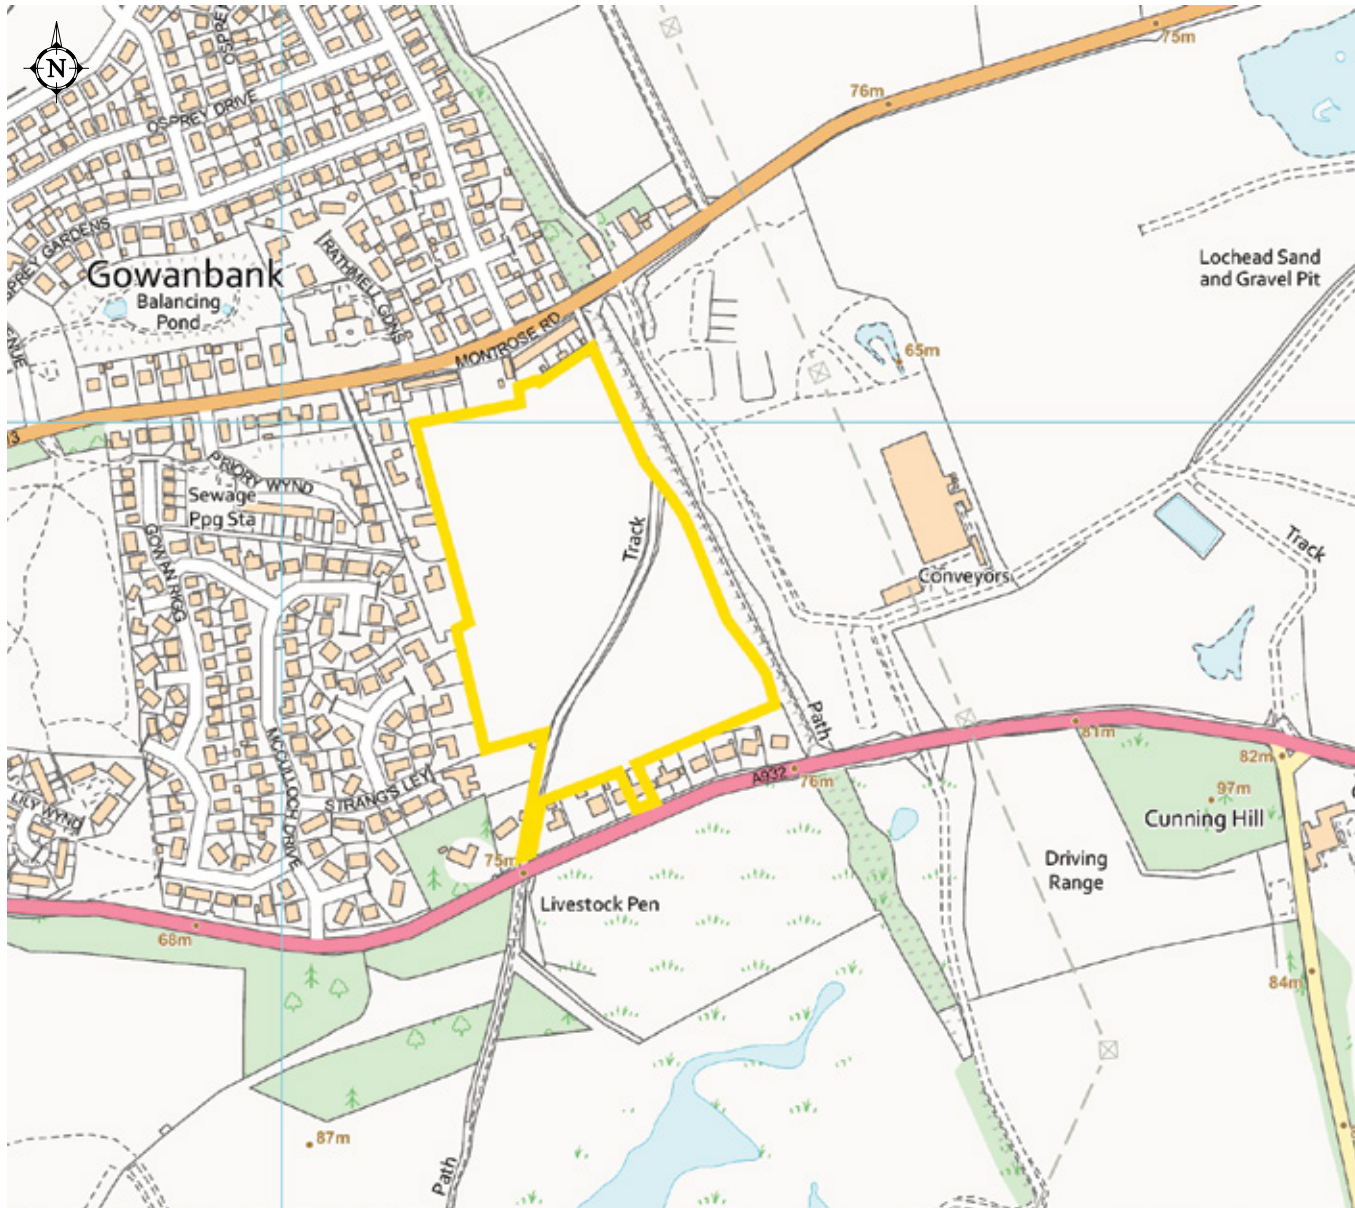 N
OSPREY
75m
OSPREY DRIVE
76m
OSPREY GARDENS
RATHMELL GDNS
Lochead Sand
and Gravel Pit
Gowanbank
Balancing
Pond
MONTROSE RD
65m
PRIORY WYND
Sewage
Ppg Sta
GOWAN RIGG
Track
Track
Conveyors
MCCULLOCH DRIVE
STRANGS LEY
Path
81m
82m
A932
76m
97m
LILY WYND
Cunning Hill
75m
Driving
Range
Livestock Pen
68m
84m
87m
Path